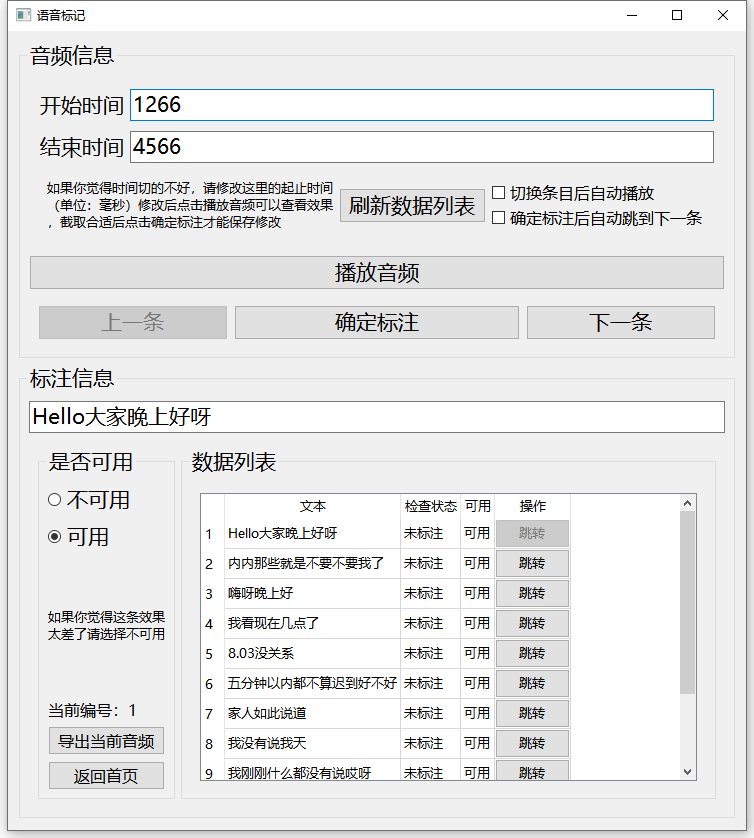 语音标记
音频信息
开始时间 1266
结束时间 4566
如果你觉得时间切的不好，请修改这里的起止时间
（单位：毫秒）修改后点击播放音频可以查看效果
，截取合适后点击确定标注才能保存修改
刷新数据列表
切换条目后自动播放
确定标注后自动跳到下一条
播放音频
上一条 确定标注 下一条
标注信息
Hello大家晚上好呀
是否可用
不可用
可用
如果你觉得这条效果
太差了请选择不可用
当前编号：1
导出当前音频
返回首页
数据列表
文本 检查状态 可用 操作
1 Hello大家晚上好呀 未标注 可用 跳转
2 内内那些就是不要不要我了 未标注 可用 跳转
3 嗨呀晚上好 未标注 可用 跳转
4 我看现在几点了 未标注 可用 跳转
5 8.03没关系 未标注 可用 跳转
6 五分钟以内都不算迟到好不好 未标注 可用 跳转
7 家人如此说道 未标注 可用 跳转
8 我没有说我天 未标注 可用 跳转
9 我刚刚什么都没有说哎呀 未标注 可用 跳转